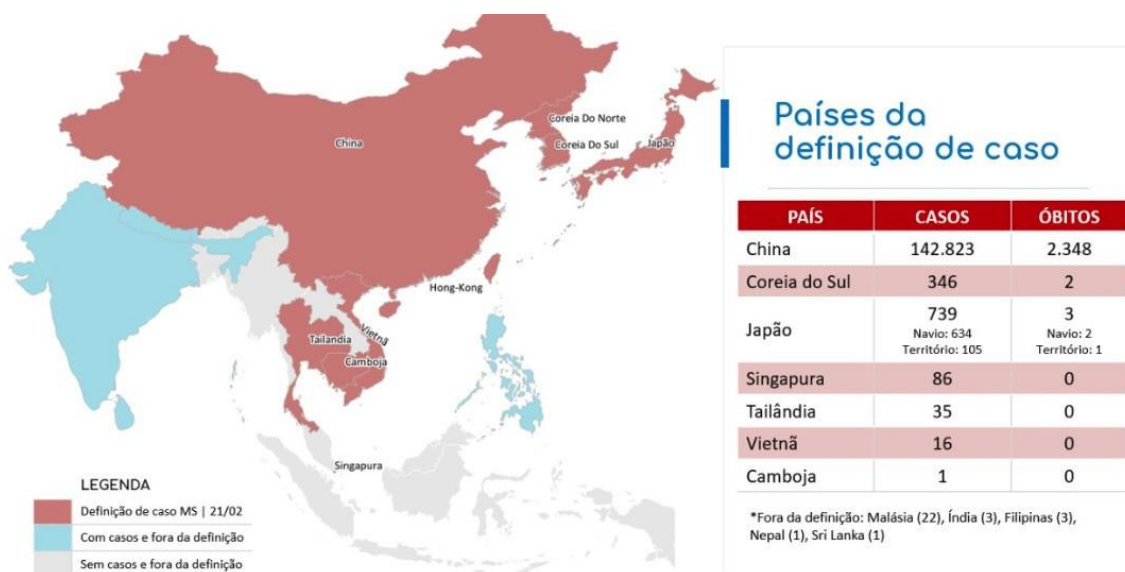 Coreia Do Norte
China
Coreia Do Sul
Japão
Hong-Kong
Vietnã
Tailandia
Camboja
Singapura
LEGENDA
Definição de caso MS | 21/02
Com casos e fora da definição
Sem casos e fora da definição
Países da
definição de caso
PAÍS CASOS ÓBITOS
China 142.823 2.348
Coreia do Sul 346 2
Japão 739 3
Navio: 634 Navio: 2
Território: 105 Território: 1
Singapura 86 0
Tailândia 35 0
Vietnã 16 0
Camboja 1 0
*Fora da definição: Malásia (22), Índia (3), Filipinas (3),
Nepal (1), Sri Lanka (1)